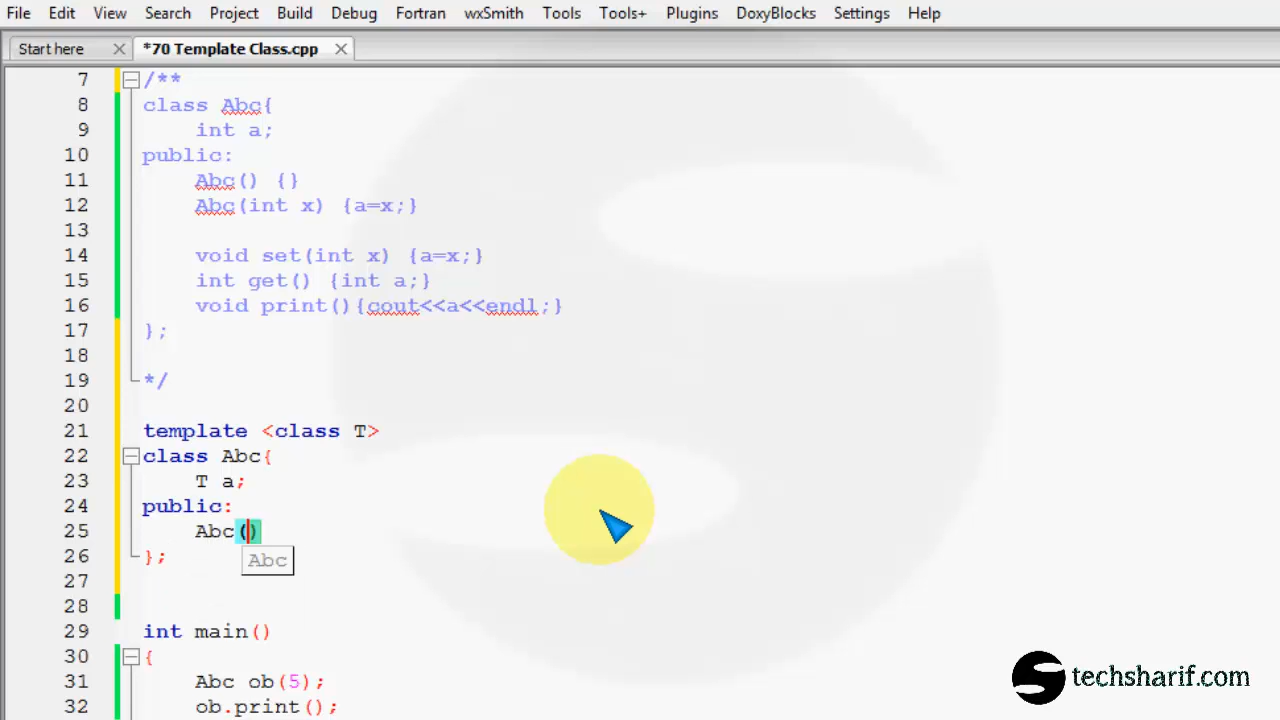 File Edit View Search Project Build Debug Fortran wxSmith Tools Tools+ Plugins DoxyBlocks Settings Help
Start here *70 Template Class.cpp
7 /**
8 class Abc{
9 int a;
10 public:
11 Abc() {}
12 Abc(int x) {a=x;}
13
14 void set(int x) {a=x;}
15 int get() {int a;}
16 void print(){cout<<a<<endl;}
17 };
18
19 */
20
21 template <class T>
22 class Abc{
23 T a;
24 public:
25 Abc()
Abc
26 };
27
28
29 int main()
30 {
31 Abc ob(5);
32 ob.print();
techsharif.com